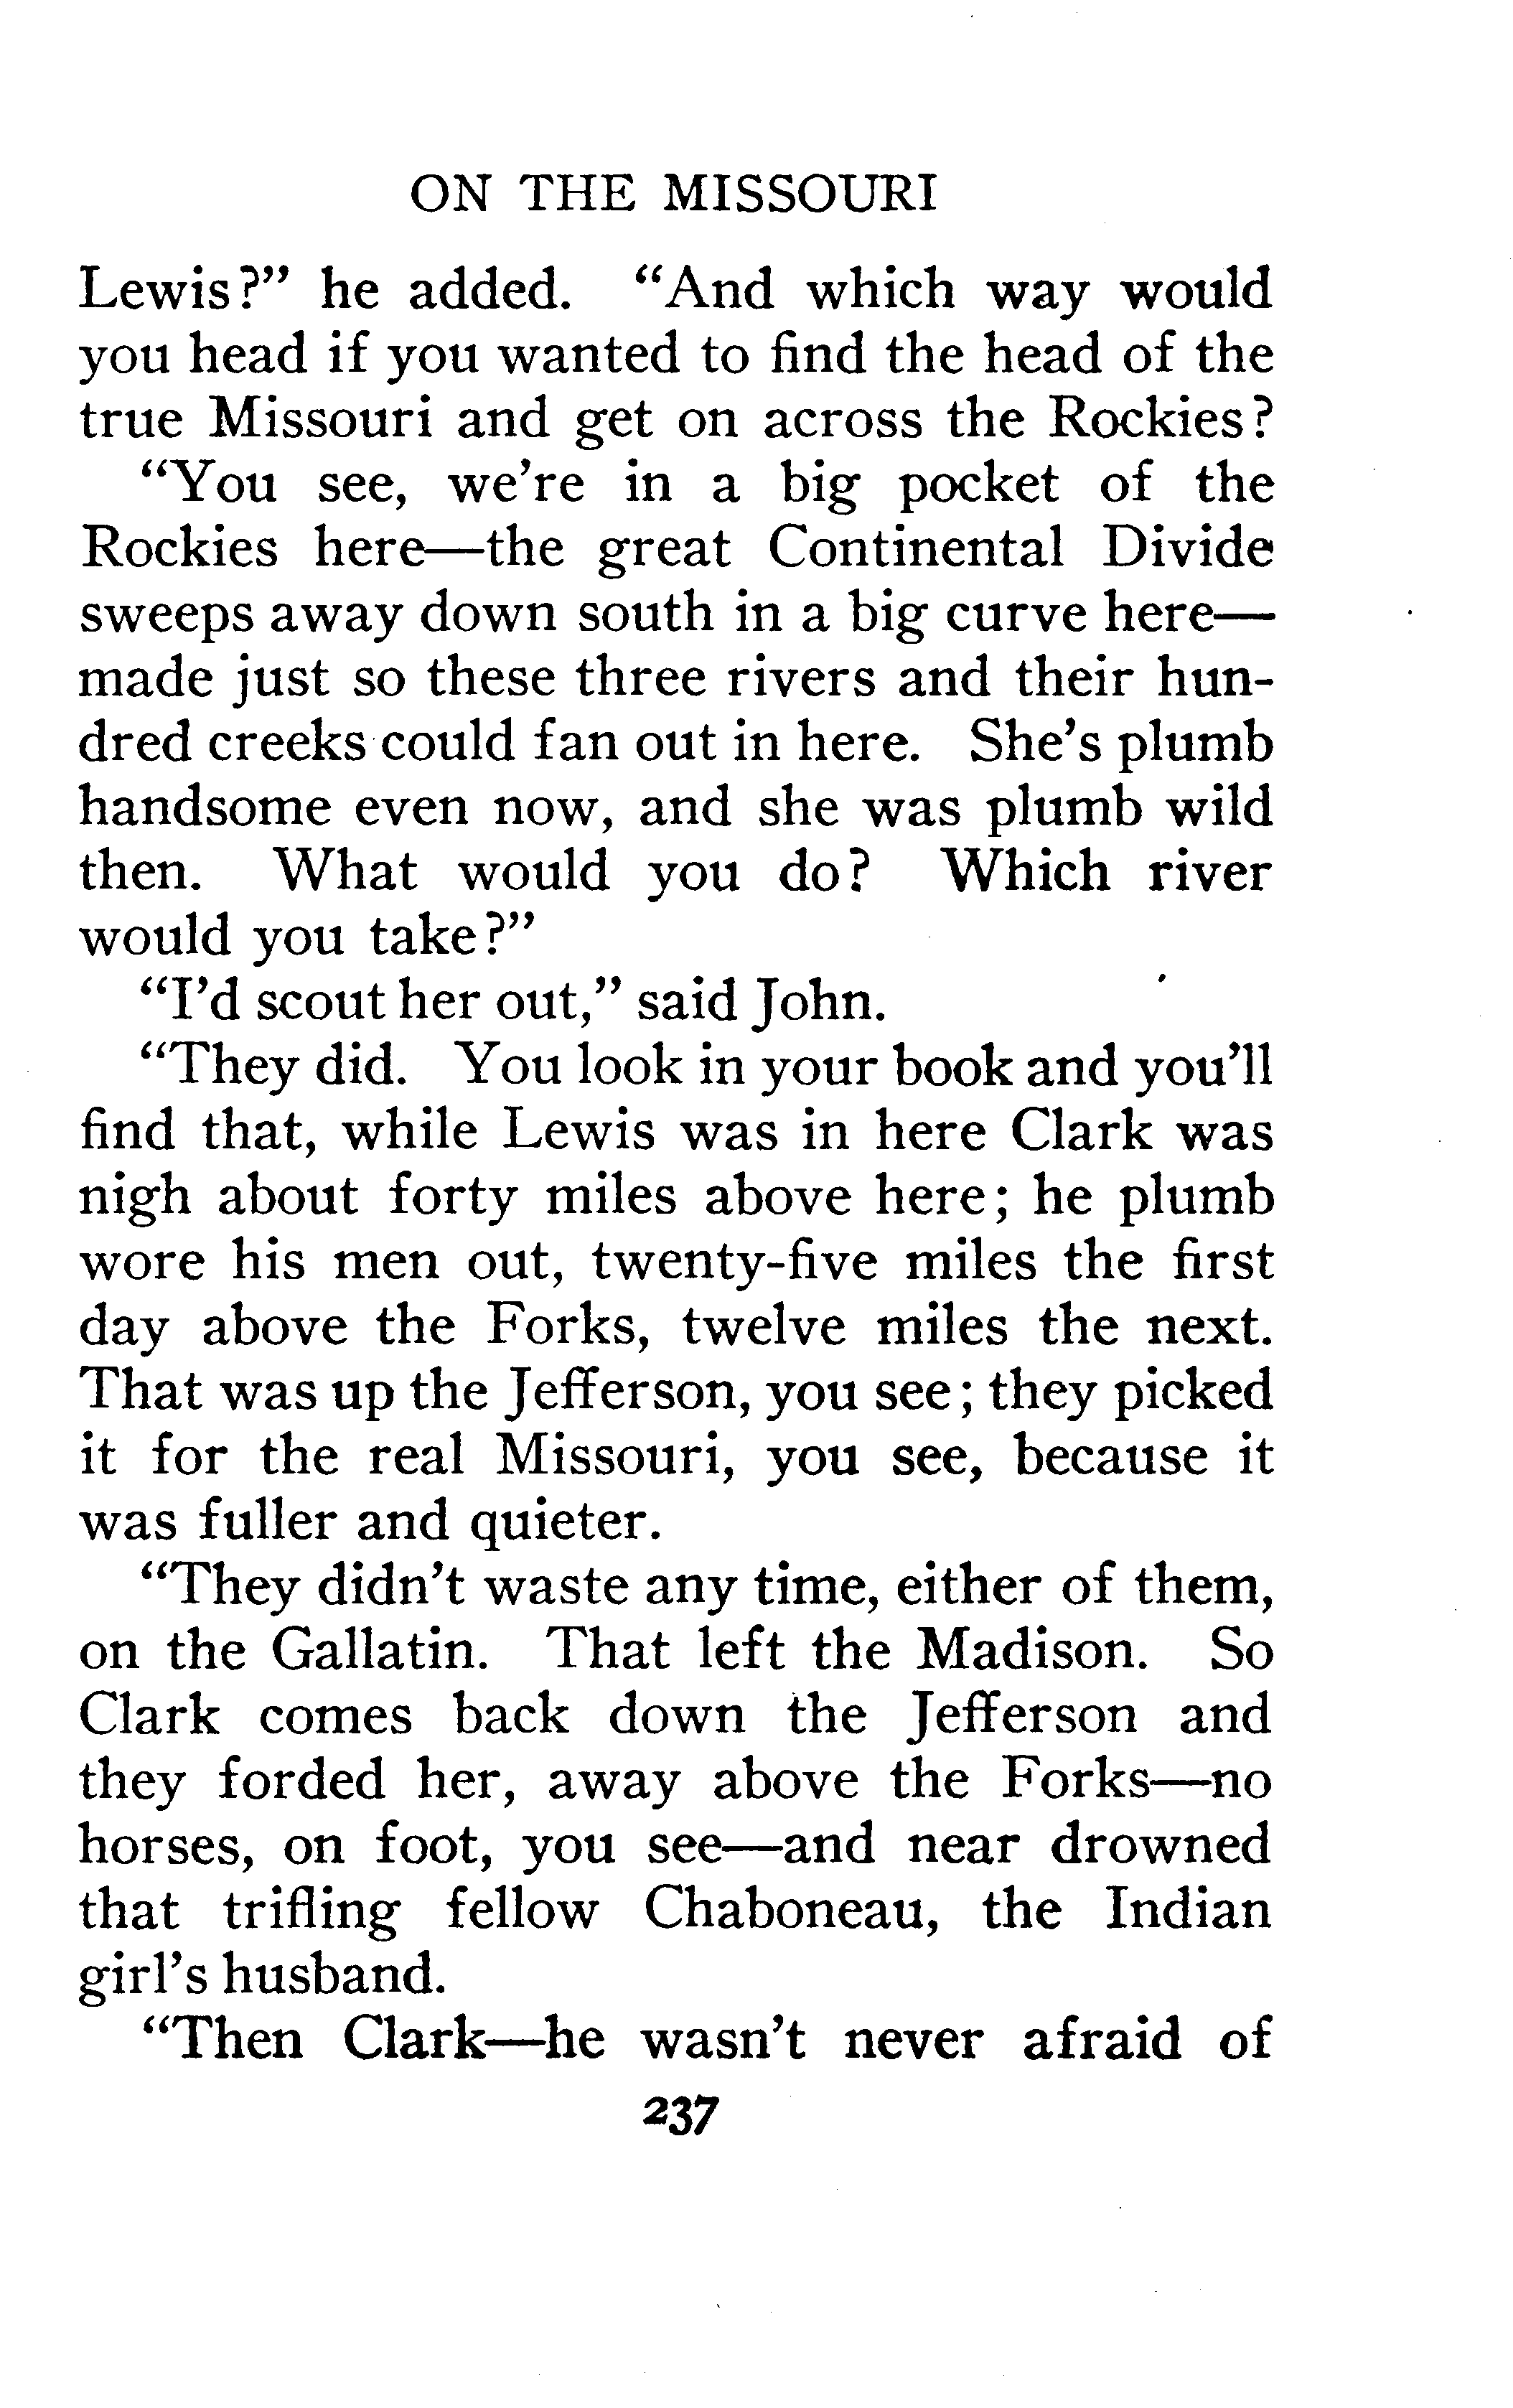 ON THE MISSOURI
Lewis?” he added. “And which way would
you head if you wanted to find the head of the
true Missouri and get on across the Rockies?
“You see, we’re in a big pocket of the
Rockies here—the great Continental Divide
sweeps away down south in a big curve here—
made just so these three rivers and their hun-
dred creeks could fan out in here. She’s plumb
handsome even now, and she was plumb wild
then. What would you do? Which river
would you take?”
“I’d scout her out,” said John.
“They did. You look in your book and you’ll
find that, while Lewis was in here Clark was
nigh about forty miles above here; he plumb
wore his men out, twenty-five miles the first
day above the Forks, twelve miles the next.
That was up the Jefferson, you see; they picked
it for the real Missouri, you see, because it
was fuller and quieter.
“They didn’t waste any time, either of them,
on the Gallatin. That left the Madison. So
Clark comes back down the Jefferson and
they forded her, away above the Forks—no
horses, on foot, you see—and near drowned
that trifling fellow Chaboneau, the Indian
girl’s husband.
“Then Clark—he wasn’t never afraid of
237